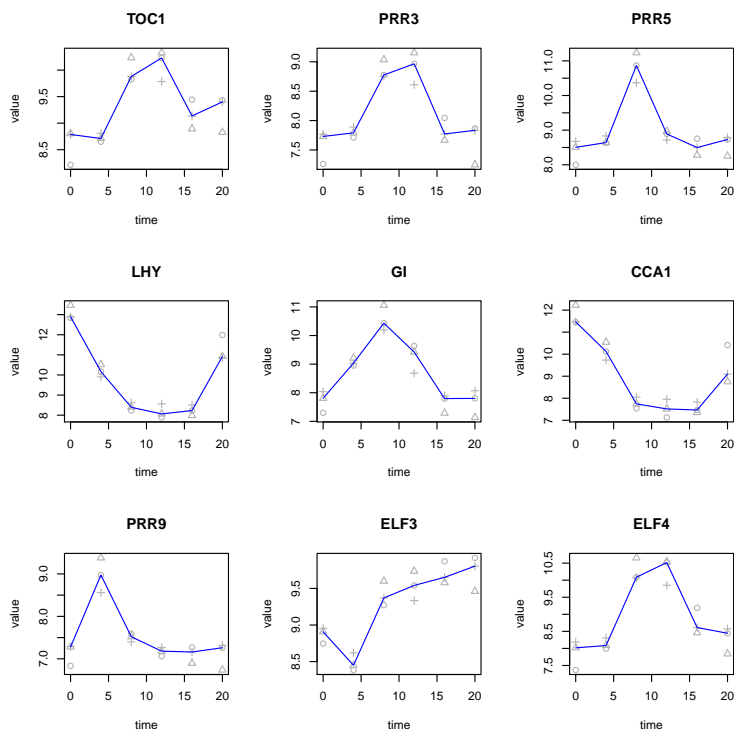 TOC1 PRR3 PRR5
value 8.5 9.5 value 7.5 8.0 8.5 9.0 value 8.0 9.0 10.0 11.0
0 5 10 15 20 0 5 10 15 20 0 5 10 15 20
time time time
LHY GI CCA1
value 8 9 10 12 value 7 8 9 10 11 value 7 8 9 10 12
0 5 10 15 20 0 5 10 15 20 0 5 10 15 20
time time time
PRR9 ELF3 ELF4
value 7.0 8.0 9.0 value 8.5 9.0 9.5 value 7.5 8.5 9.5 10.5
0 5 10 15 20 0 5 10 15 20 0 5 10 15 20
time time time